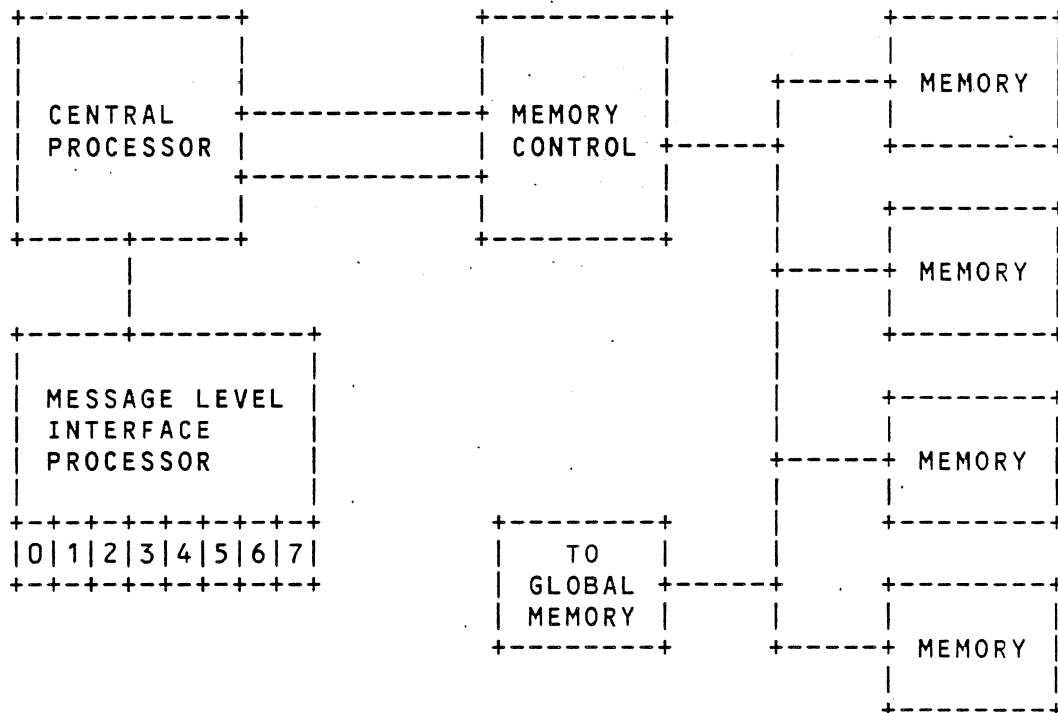 CENTRAL
PROCESSOR
MEMORY
CONTROL
MEMORY
MEMORY
MEMORY
MEMORY
MESSAGE LEVEL
INTERFACE
PROCESSOR
|0|1|2|3|4|5|6|7|
TO
GLOBAL
MEMORY